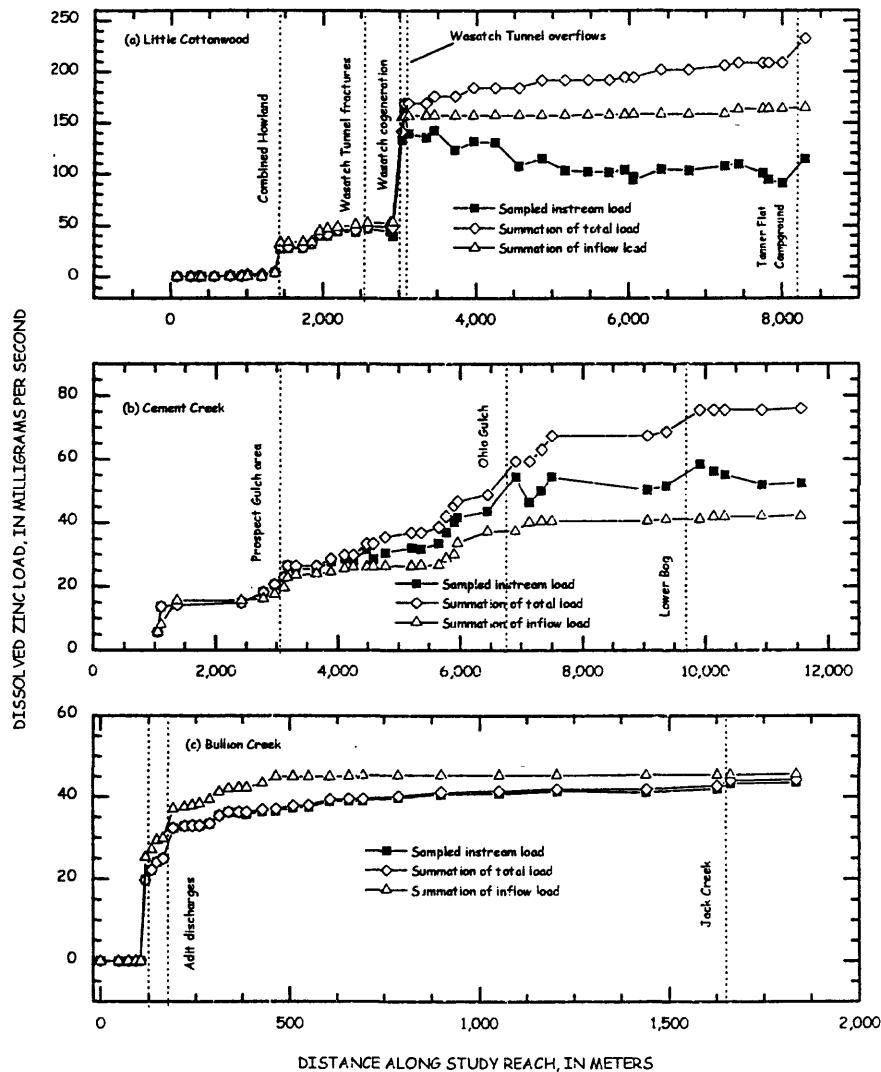 DISSOLVED ZINC LOAD, IN MILLIGRAMS PER SECOND
250
200
150
100
50
0
(a) Little Cottonwood
Combined Howland
Wasatch Tunnel fractures
Wasatch cogeneration
Wasatch Tunnel overflows
Sampled instream load
Summation of total load
Summation of inflow load
Tanner Flat
Campground
0
2,000
4,000
6,000
8,000
80
60
40
20
0
(b) Cement Creek
Prospect Gulch area
Ohio Gulch
Lower Bog
Sampled instream load
Summation of total load
Summation of inflow load
0
2,000
4,000
6,000
8,000
10,000
12,000
60
40
20
0
(c) Bullion Creek
Adit discharges
Sampled instream load
Summation of total load
Summation of inflow load
Jack Creek
0
500
1,000
1,500
2,000
DISTANCE ALONG STUDY REACH, IN METERS